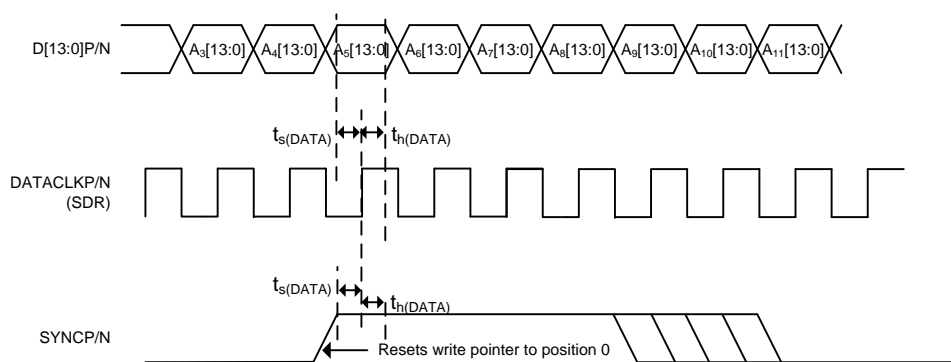 D[13:0]P/N
A3[13:0] A4[13:0] A5[13:0] A6[13:0] A7[13:0] A8[13:0] A9[13:0] A10[13:0] A11[13:0]
ts(DATA) th(DATA)
DATACLKP/N
(SDR)
ts(DATA) th(DATA)
SYNCP/N
Resets write pointer to position 0